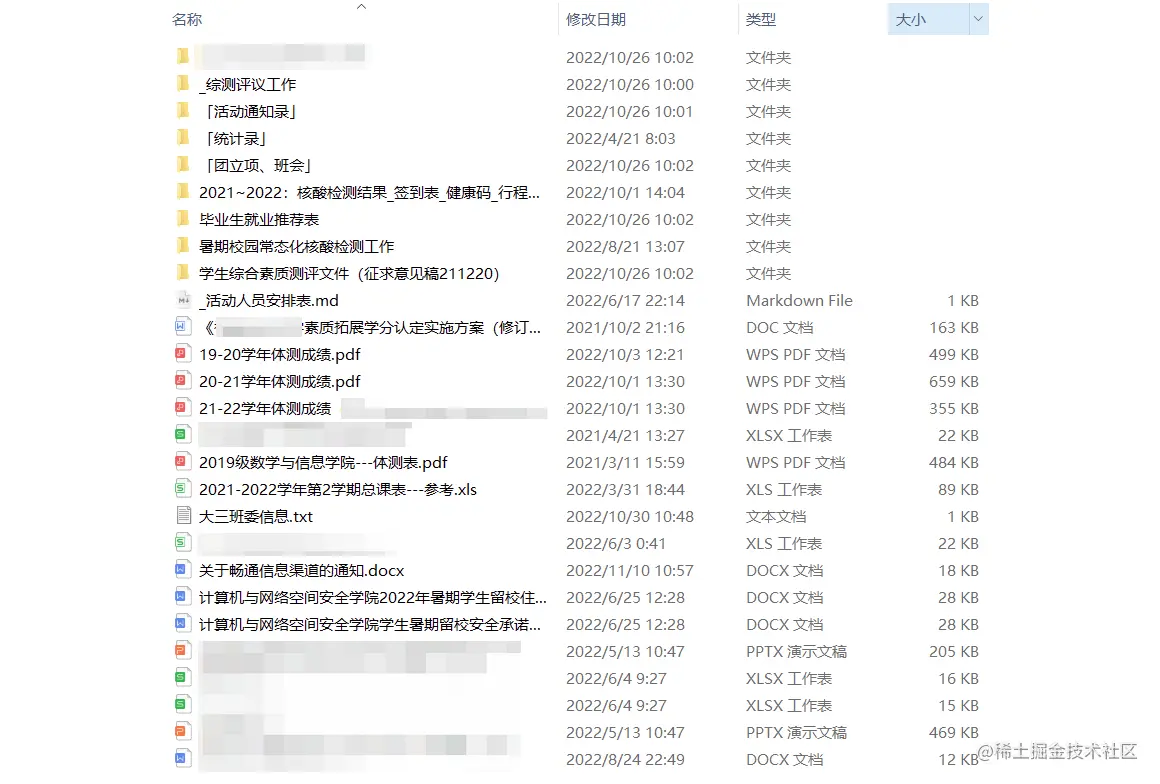 名称 修改日期 类型 大小
2022/10/26 10:02 文件夹
_综测评议工作 2022/10/26 10:00 文件夹
「活动通知录」 2022/10/26 10:01 文件夹
「统计录」 2022/4/21 8:03 文件夹
「团立项、班会」 2022/10/26 10:02 文件夹
2021~2022：核酸检测结果_签到表_健康码_行程... 2022/10/1 14:04 文件夹
毕业生就业推荐表 2022/10/26 10:02 文件夹
暑期校园常态化核酸检测工作 2022/8/21 13:07 文件夹
学生综合素质测评文件（征求意见稿211220） 2022/10/26 10:02 文件夹
_活动人员安排表.md 2022/6/17 22:14 Markdown File 1 KB
《 素质拓展学分认定实施方案（修订... 2021/10/2 21:16 DOC 文档 163 KB
19-20学年体测成绩.pdf 2022/10/3 12:21 WPS PDF 文档 499 KB
20-21学年体测成绩.pdf 2022/10/1 13:30 WPS PDF 文档 659 KB
21-22学年体测成绩 2022/10/1 13:30 WPS PDF 文档 355 KB
2021/4/21 13:27 XLSX 工作表 22 KB
2019级数学与信息学院---体测表.pdf 2021/3/11 15:59 WPS PDF 文档 484 KB
2021-2022学年第2学期总课表---参考.xls 2022/3/31 18:44 XLS 工作表 89 KB
大三班委信息.txt 2022/10/30 10:48 文本文档 1 KB
2022/6/3 0:41 XLS 工作表 22 KB
关于畅通信息渠道的通知.docx 2022/11/10 10:57 DOCX 文档 18 KB
计算机与网络空间安全学院2022年暑期学生留校住... 2022/6/25 12:28 DOCX 文档 28 KB
计算机与网络空间安全学院学生暑期留校安全承诺... 2022/6/25 12:28 DOCX 文档 28 KB
2022/5/13 10:47 PPTX 演示文稿 205 KB
2022/6/4 9:27 XLSX 工作表 16 KB
2022/6/4 9:27 XLSX 工作表 15 KB
2022/5/13 10:47 PPTX 演示文稿 469 KB
2022/8/24 22:49 DOCX 文档 12 KB
@稀土掘金技术社区